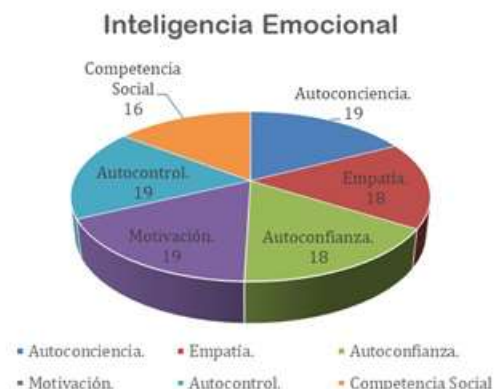 Inteligencia Emocional
Competencia
Social
16
Autoconciencia.
19
Autocontrol.
19
Empatía.
18
Motivación.
19
Autoconfianza.
18
Autoconciencia.
Empatía.
Autoconfianza.
Motivación.
Autocontrol.
Competencia Social